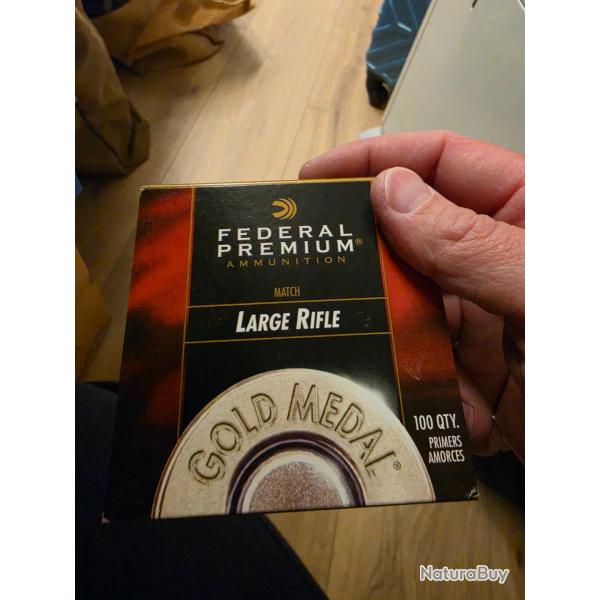 FEDERAL
PREMIUM®
AMMUNITION
MATCH
LARGE RIFLE
GOLD MEDAL®
100 QTY.
PRIMERS
AMORCES
NaturaBuy